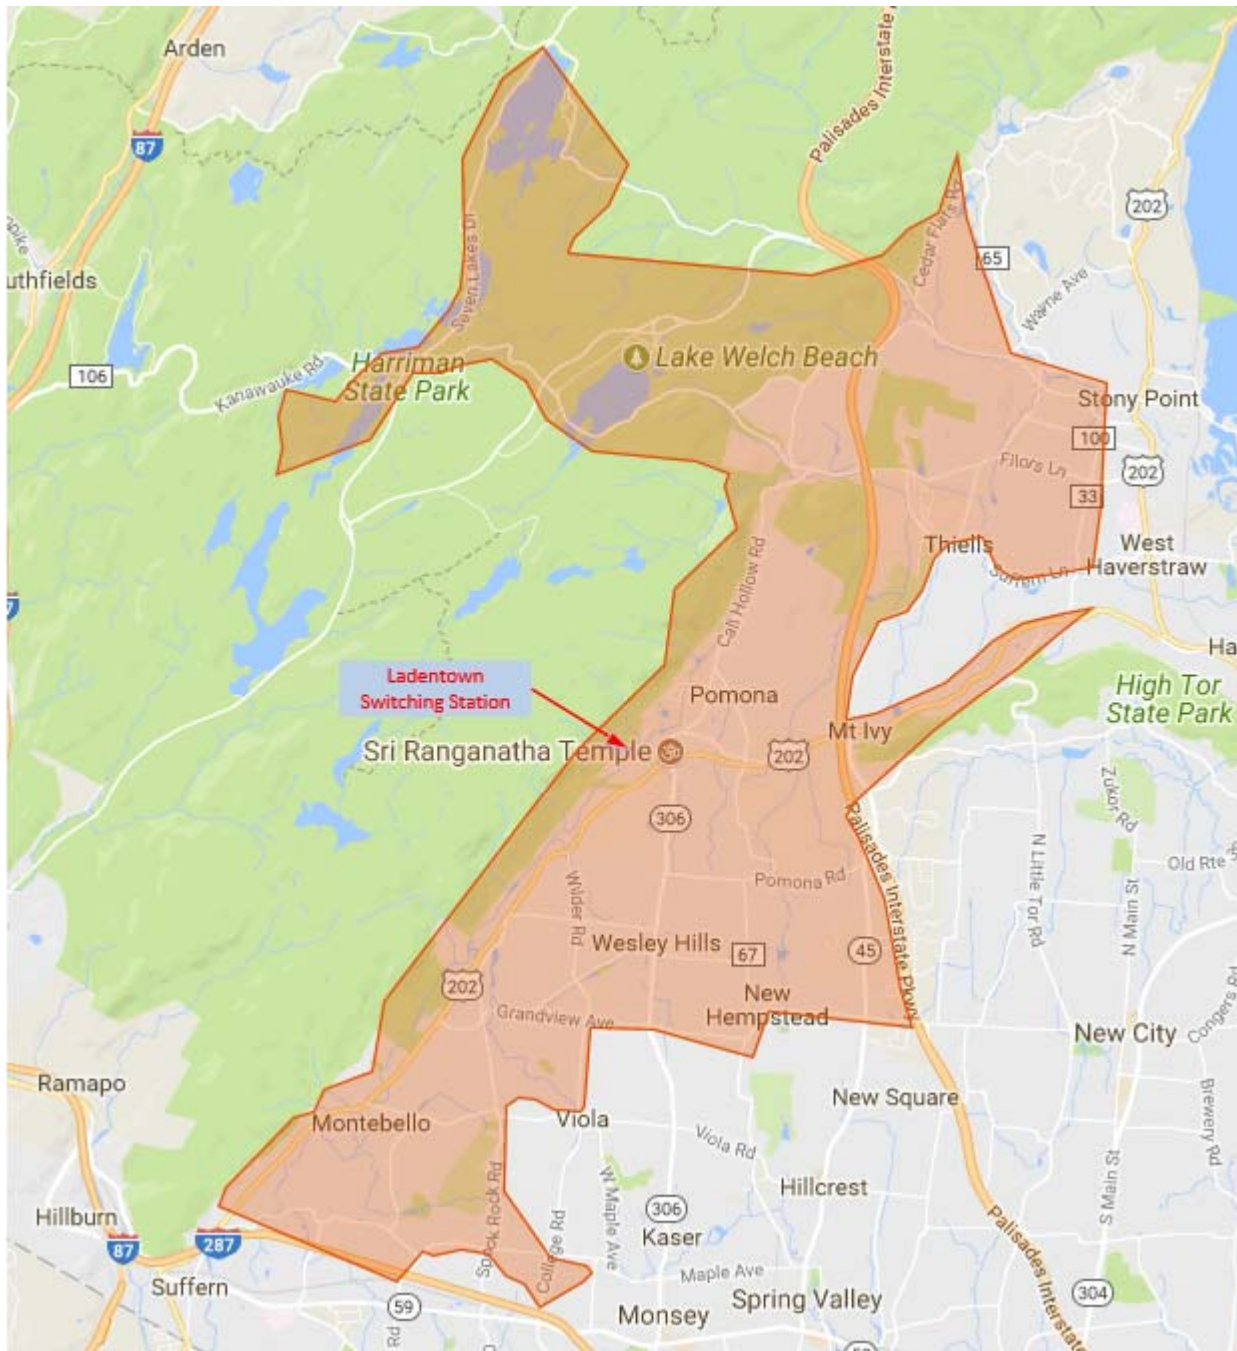 Arden
87
Palisades Interstate
202
Cedar Flats Rd
65
Wayne Ave
uthfields
Seven Lakes Dr
106
Kanawauke Rd
Harriman
State Park
Lake Welch Beach
Stony Point
100
202
Filors Ln
33
Thiells
Suffern Ln
West
Haverstraw
Call Hollow Rd
Ha
Ladentown
Switching Station
Pomona
High Tor
State Park
Mt Ivy
Sri Ranganatha Temple
202
306
Zukor Rd
Palisades Interstate Pkwy
N Little Tor Rd
N Main St
Old Rte
Pomona Rd
Wilder Rd
Wesley Hills
67
45
202
Grandview Ave
New
Hempstead
New City
Congers Rd
Ramapo
New Square
Brewery Rd
Montebello
Viola
Viola Rd
Spook Rock Rd
College Rd
W Maple Ave
Hillcrest
S Main St
306
Kaser
Hillburn
87
287
Palisades Interstate
Suffern
Maple Ave
Spring Valley
304
59
Monsey
Rd